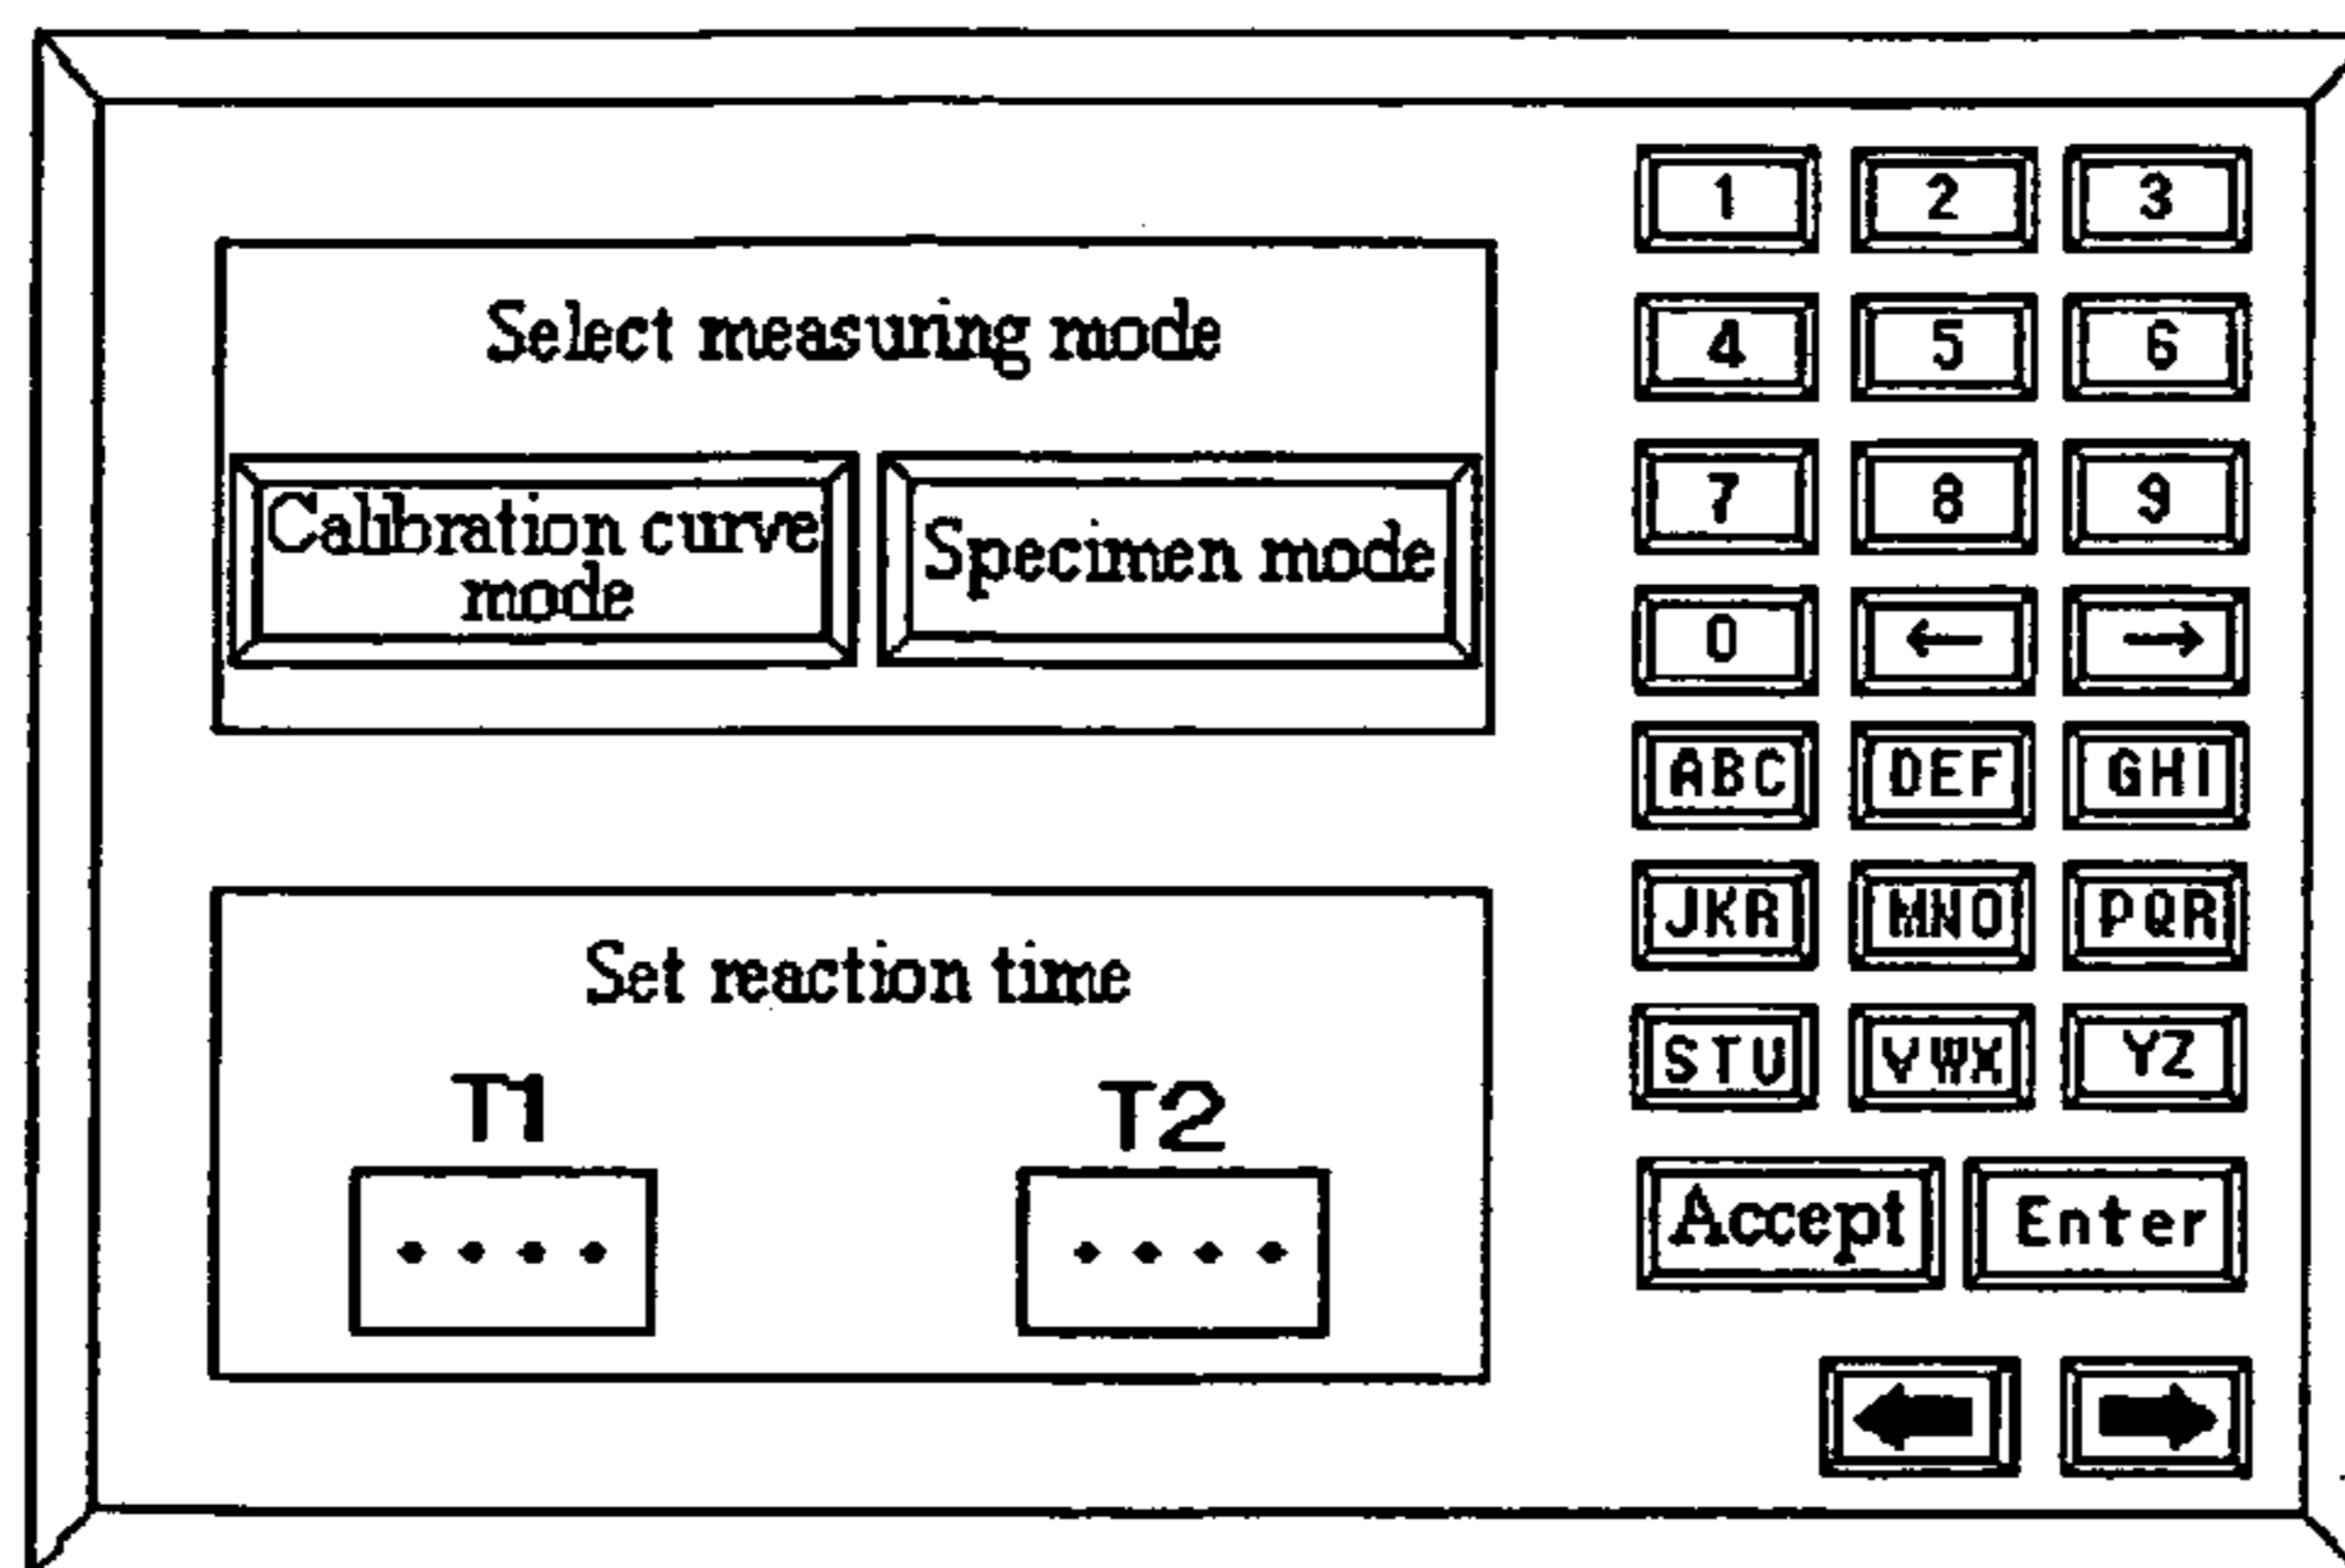 Select measuring mode
Calibration curve
mode
Specimen mode
Set reaction time
T1
T2
1 2 3
4 5 6
7 8 9
0 ← →
ABC DEF GHI
JKR MNO PQR
STU VWX YZ
Accept Enter